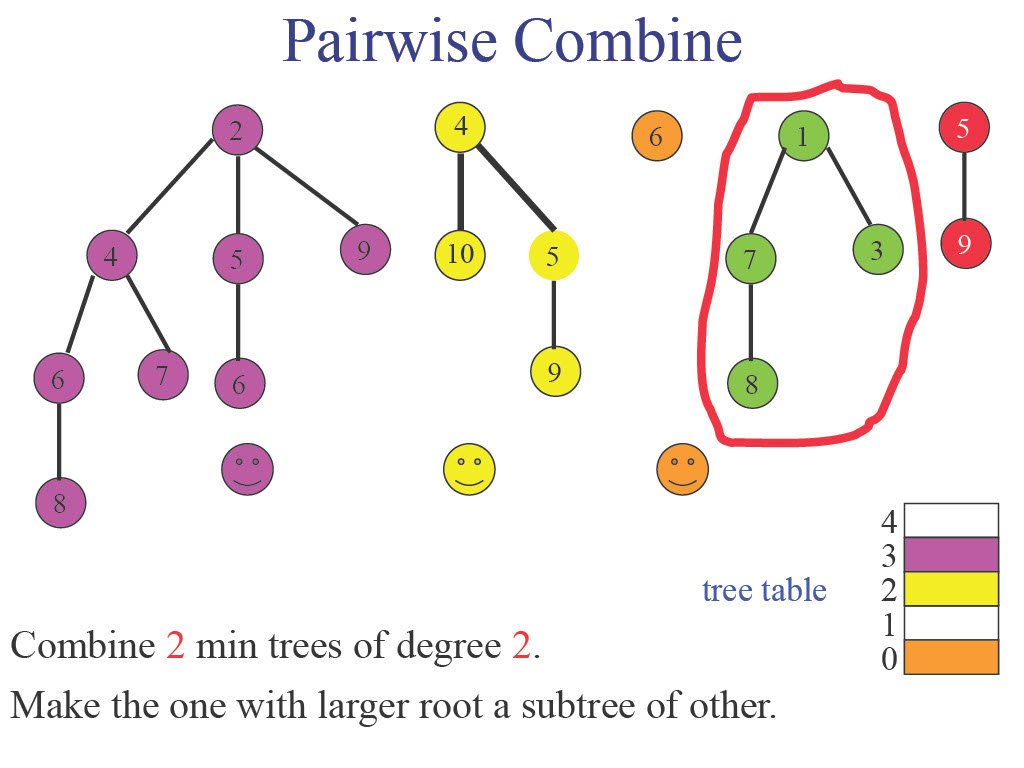 Pairwise Combine
2 4 6 1 5
4 5 9 10 5 7 3 9
6 7 6 9 8
8
4
3
tree table 2
1
0
Combine 2 min trees of degree 2.
Make the one with larger root a subtree of other.